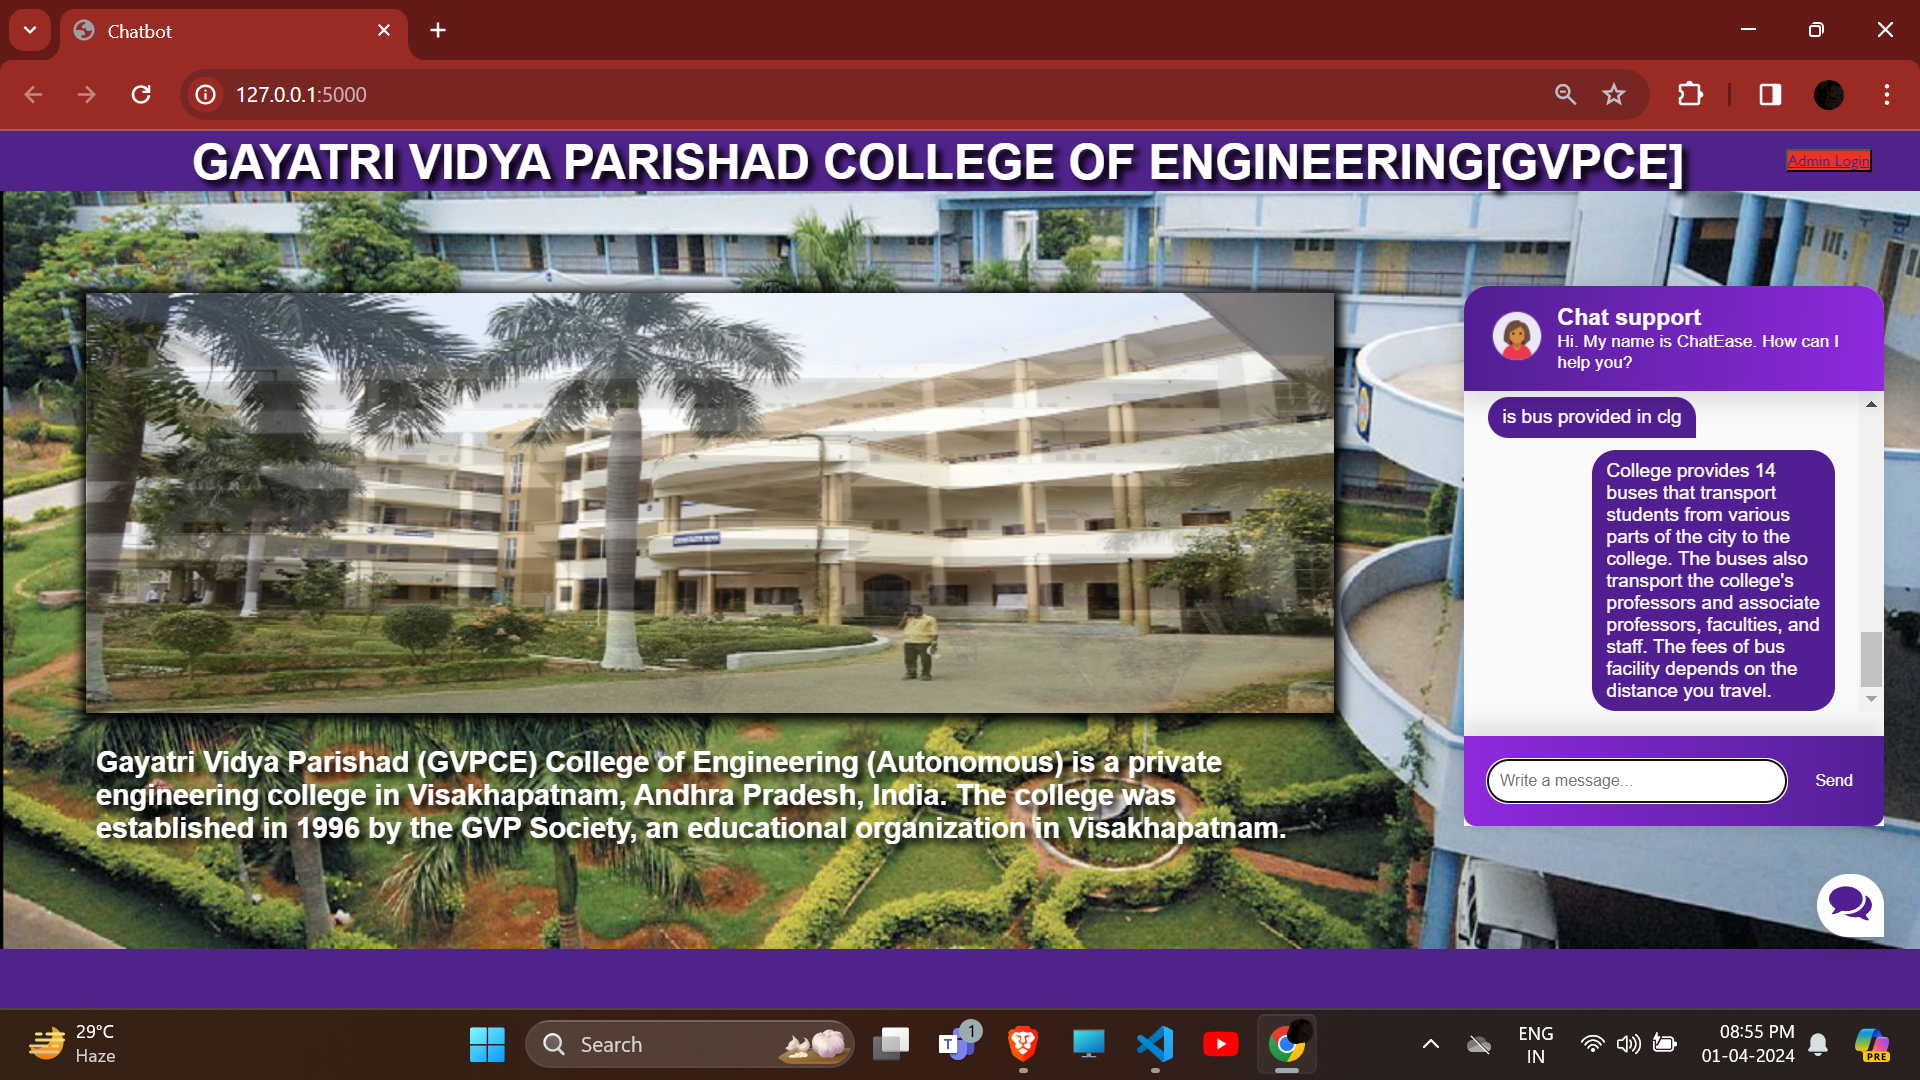 Chatbot
127.0.0.1:5000
GAYATRI VIDYA PARISHAD COLLEGE OF ENGINEERING[GVPCE]
Admin Login
Chat support
Hi. My name is ChatEase. How can I
help you?
is bus provided in clg
College provides 14
buses that transport
students from various
parts of the city to the
college. The buses also
transport the college's
professors and associate
professors, faculties, and
staff. The fees of bus
facility depends on the
distance you travel.
Gayatri Vidya Parishad (GVPCE) College of Engineering (Autonomous) is a private
engineering college in Visakhapatnam, Andhra Pradesh, India. The college was
established in 1996 by the GVP Society, an educational organization in Visakhapatnam.
Write a message...
Send
29°C
Haze
Search
1
T
ENG
IN
08:55 PM
01-04-2024
PRE